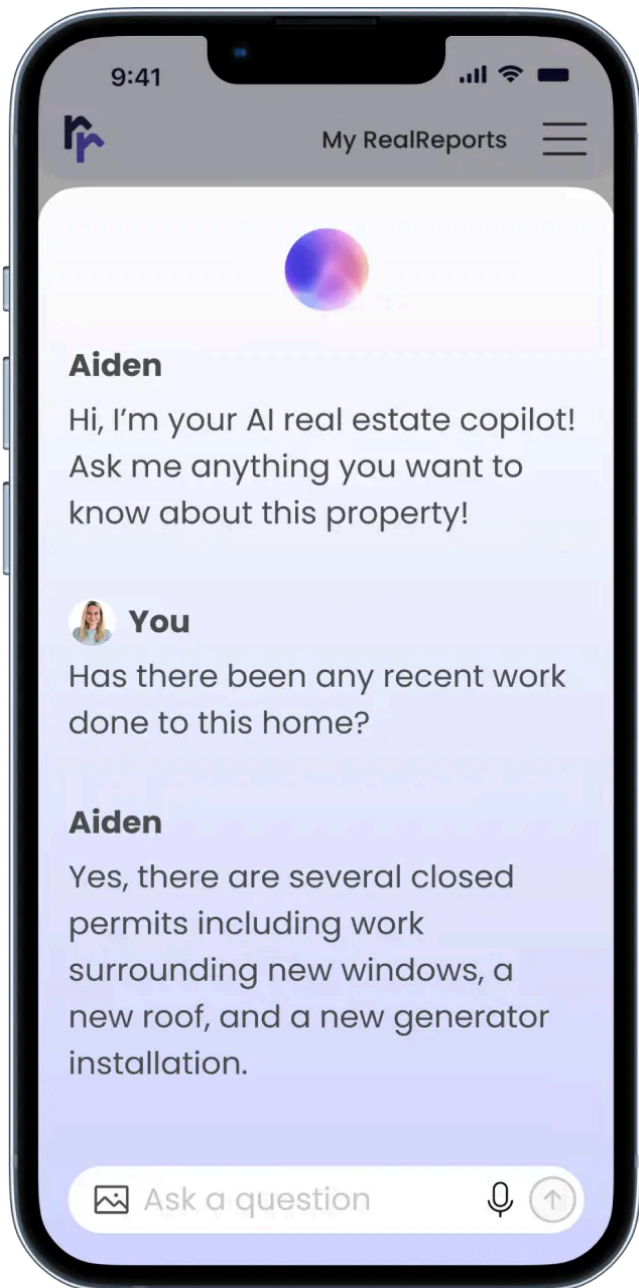 9:41
My RealReports
Aiden
Hi, I’m your AI real estate copilot!
Ask me anything you want to
know about this property!
You
Has there been any recent work
done to this home?
Aiden
Yes, there are several closed
permits including work
surrounding new windows, a
new roof, and a new generator
installation.
Ask a question